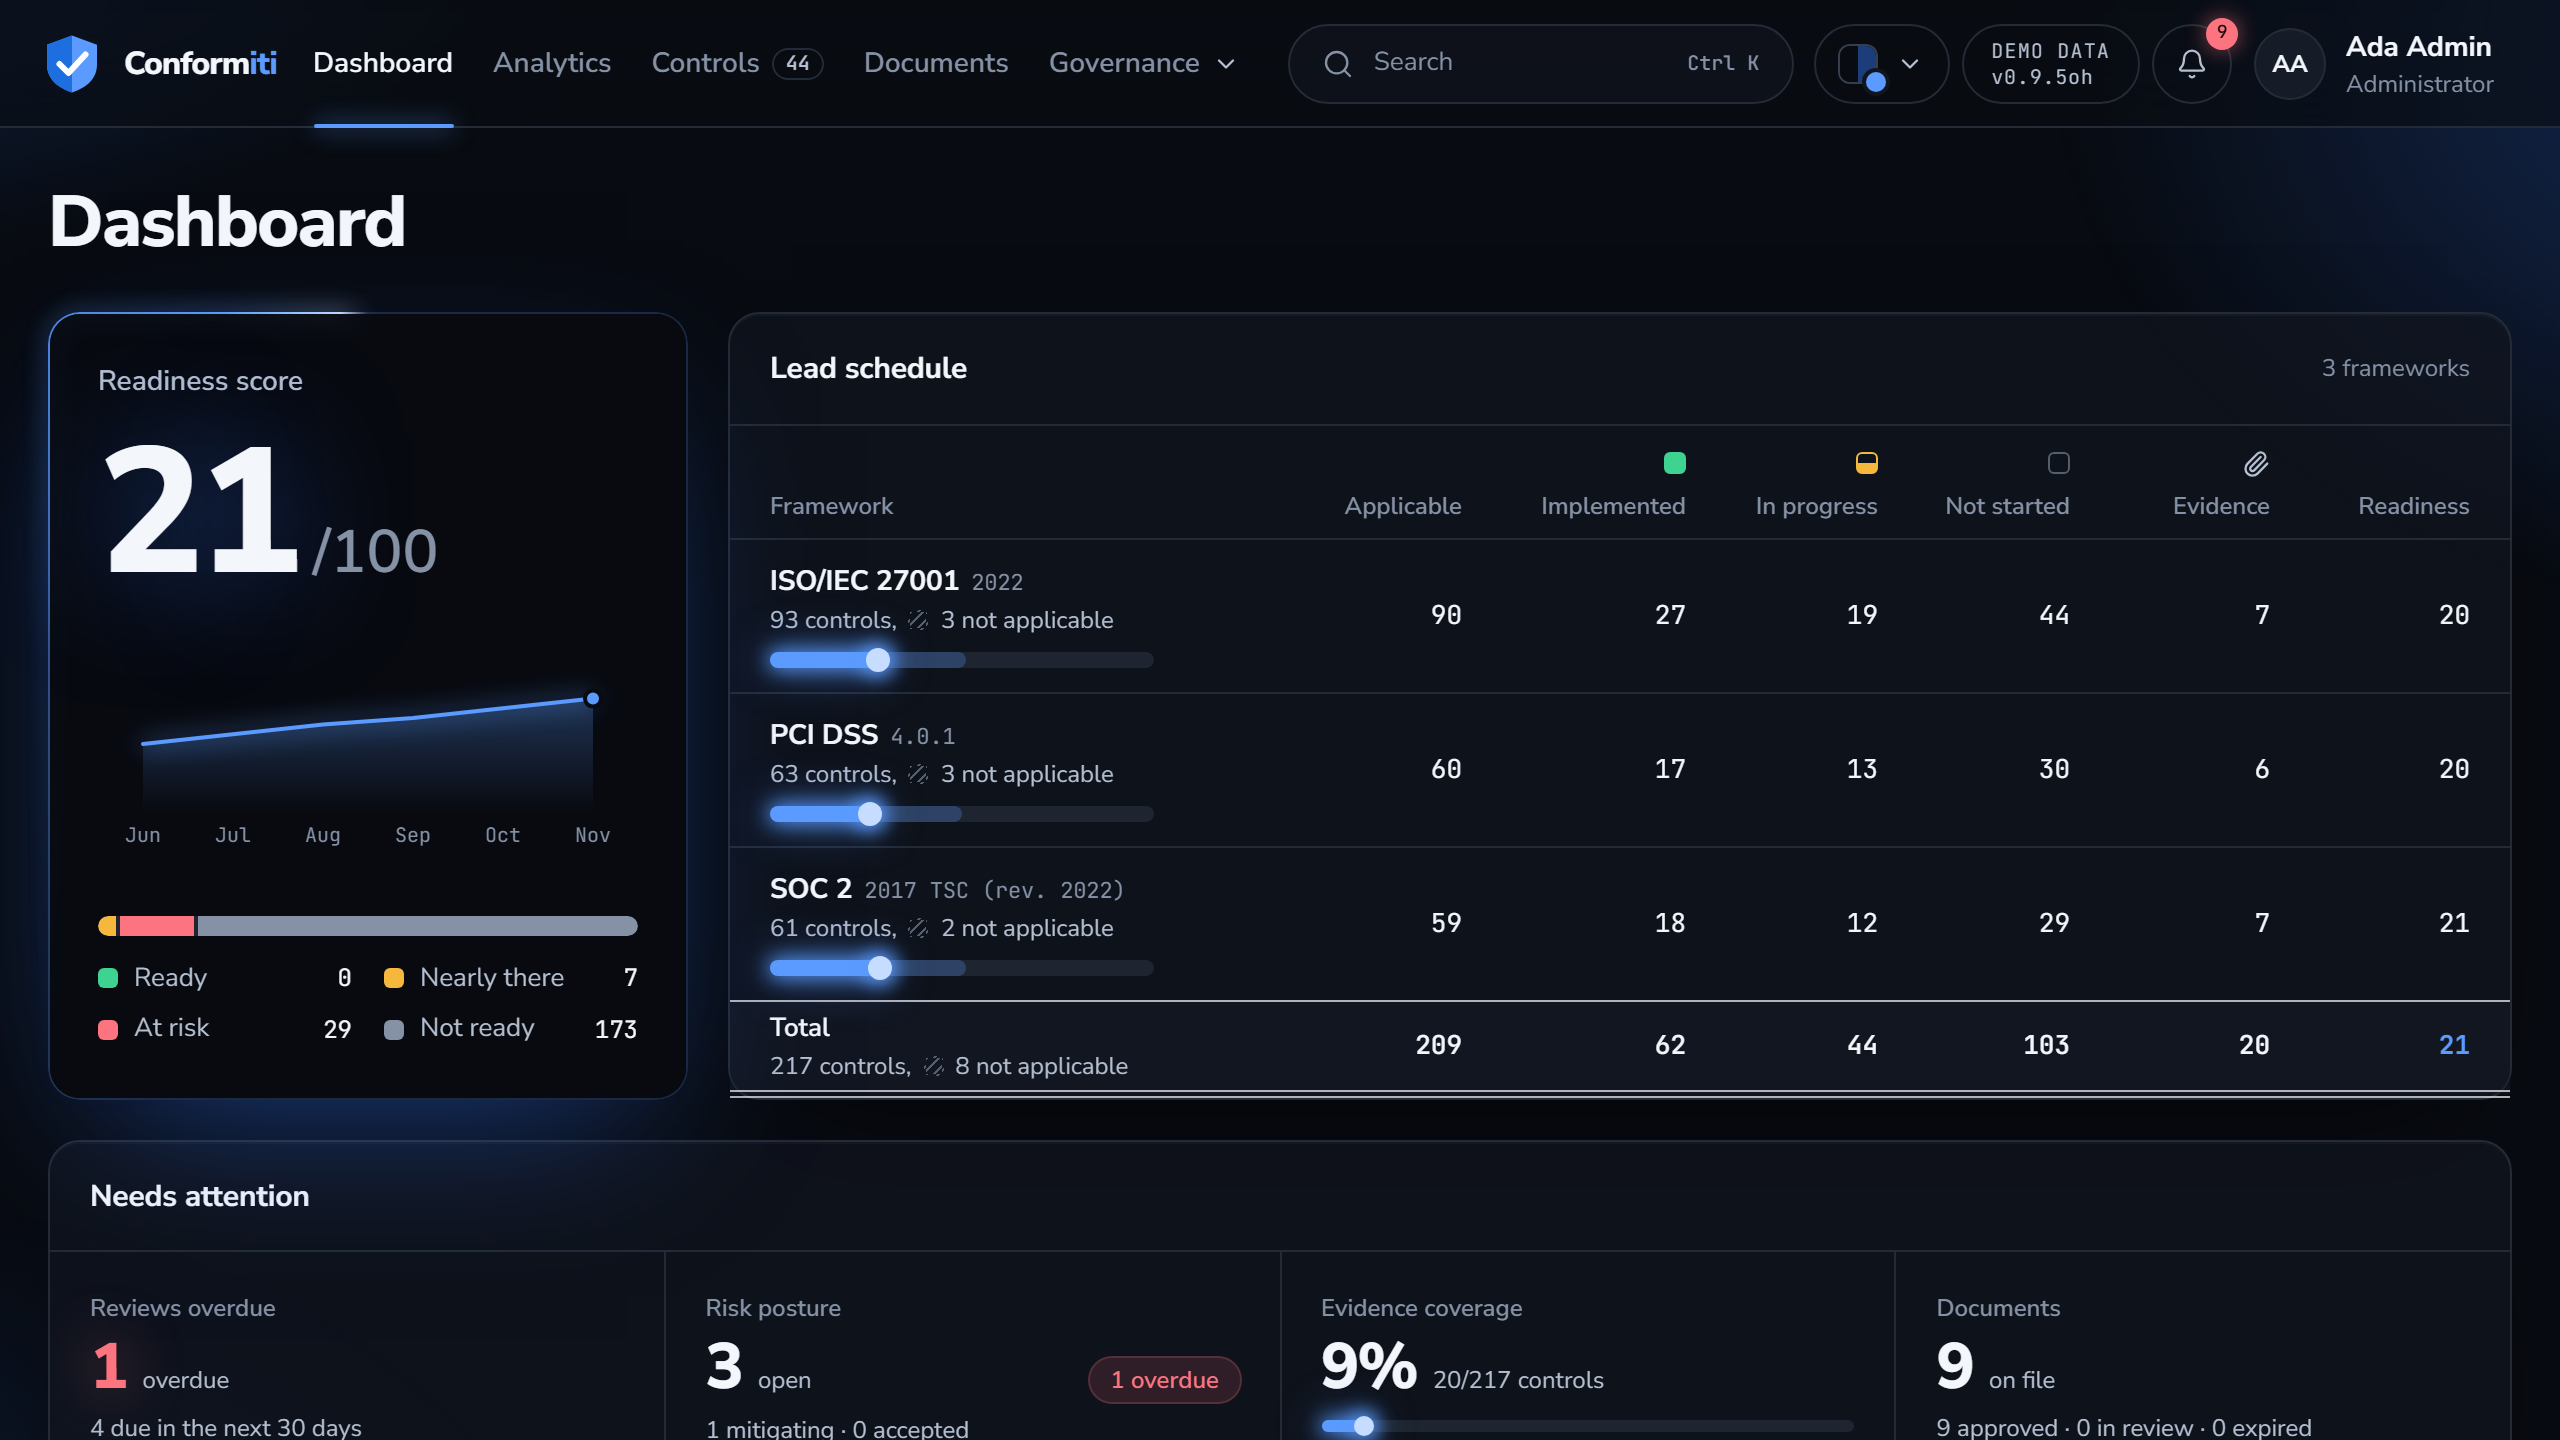 Conformiti Dashboard Analytics Controls 44 Documents Governance Search Ctrl K DEMO DATA v0.9.5oh 9 AA Ada Admin Administrator
Dashboard
Readiness score
21/100
Jun Jul Aug Sep Oct Nov
Ready 0 Nearly there 7
At risk 29 Not ready 173
Lead schedule 3 frameworks
Framework Applicable Implemented In progress Not started Evidence Readiness
ISO/IEC 27001 2022
93 controls, 3 not applicable
90 27 19 44 7 20
PCI DSS 4.0.1
63 controls, 3 not applicable
60 17 13 30 6 20
SOC 2 2017 TSC (rev. 2022)
61 controls, 2 not applicable
59 18 12 29 7 21
Total
217 controls, 8 not applicable
209 62 44 103 20 21
Needs attention
Reviews overdue
1 overdue
4 due in the next 30 days
Risk posture
3 open 1 overdue
1 mitigating · 0 accepted
Evidence coverage
9% 20/217 controls
Documents
9 on file
9 approved · 0 in review · 0 expired